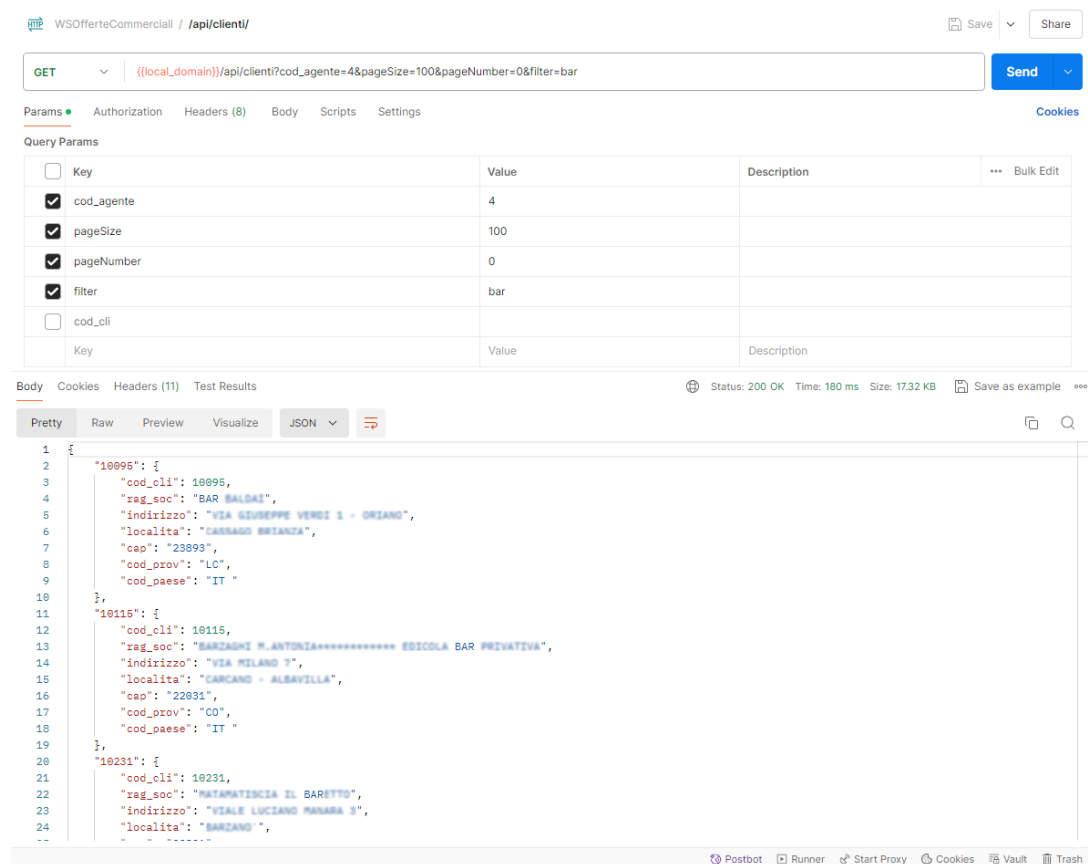 HTTP WSOfferteCommerciali / /api/clienti/ Save Share
GET {{local_domain}}/api/clienti?cod_agente=4&pageSize=100&pageNumber=0&filter=bar Send
Params Authorization Headers (8) Body Scripts Settings Cookies
Query Params
Key Value Description ••• Bulk Edit
cod_agente 4
pageSize 100
pageNumber 0
filter bar
cod_cli
Key Value Description
Body Cookies Headers (11) Test Results Status: 200 OK Time: 180 ms Size: 17.32 KB Save as example
Pretty Raw Preview Visualize JSON
1 {
2 "10095": {
3 "cod_cli": 10095,
4 "rag_soc": "BAR ",
5 "indirizzo": "",
6 "localita": "",
7 "cap": "23893",
8 "cod_prov": "LC",
9 "cod_paese": "IT "
10 },
11 "10115": {
12 "cod_cli": 10115,
13 "rag_soc": " BAR ",
14 "indirizzo": "",
15 "localita": "",
16 "cap": "22031",
17 "cod_prov": "CO",
18 "cod_paese": "IT "
19 },
20 "10231": {
21 "cod_cli": 10231,
22 "rag_soc": "",
23 "indirizzo": "",
24 "localita": "",
Postbot Runner Start Proxy Cookies Vault Trash